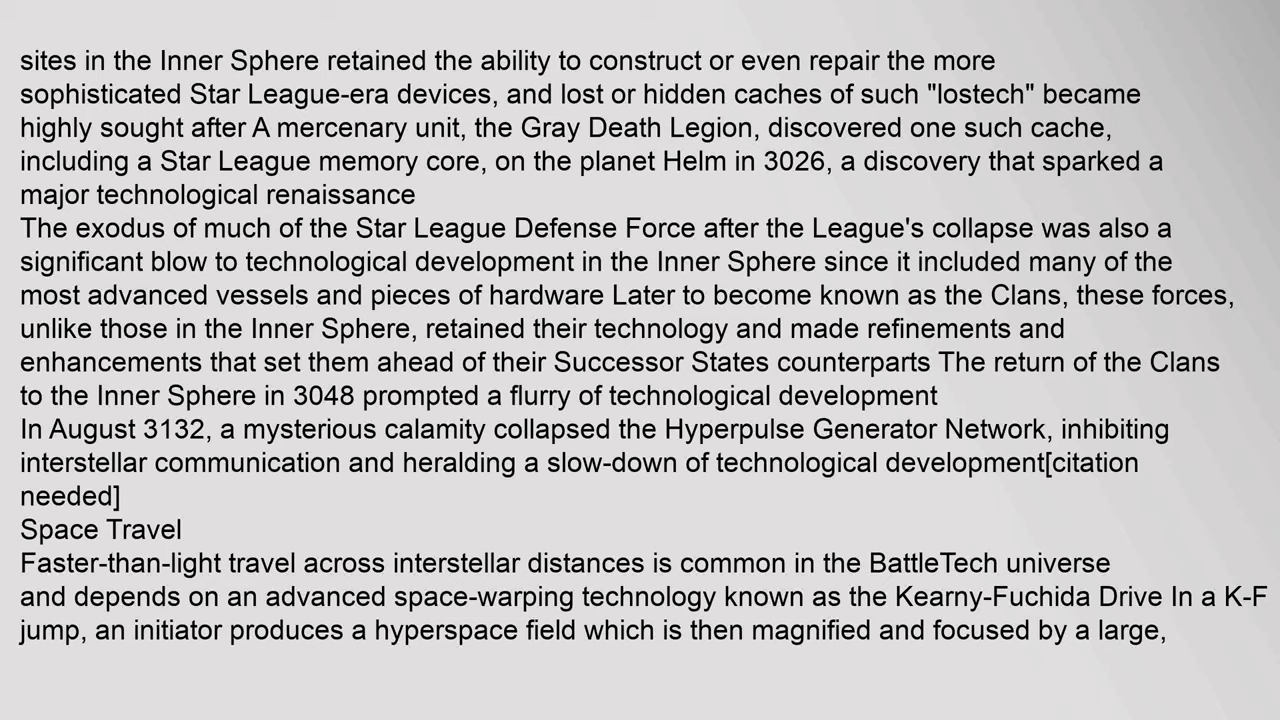 sites in the Inner Sphere retained the ability to construct or even repair the more
sophisticated Star League-era devices, and lost or hidden caches of such "lostech" became
highly sought after A mercenary unit, the Gray Death Legion, discovered one such cache,
including a Star League memory core, on the planet Helm in 3026, a discovery that sparked a
major technological renaissance
The exodus of much of the Star League Defense Force after the League's collapse was also a
significant blow to technological development in the Inner Sphere since it included many of the
most advanced vessels and pieces of hardware Later to become known as the Clans, these forces,
unlike those in the Inner Sphere, retained their technology and made refinements and
enhancements that set them ahead of their Successor States counterparts The return of the Clans
to the Inner Sphere in 3048 prompted a flurry of technological development
In August 3132, a mysterious calamity collapsed the Hyperpulse Generator Network, inhibiting
interstellar communication and heralding a slow-down of technological development[citation
needed]
Space Travel
Faster-than-light travel across interstellar distances is common in the BattleTech universe
and depends on an advanced space-warping technology known as the Kearny-Fuchida Drive In a K-F
jump, an initiator produces a hyperspace field which is then magnified and focused by a large,